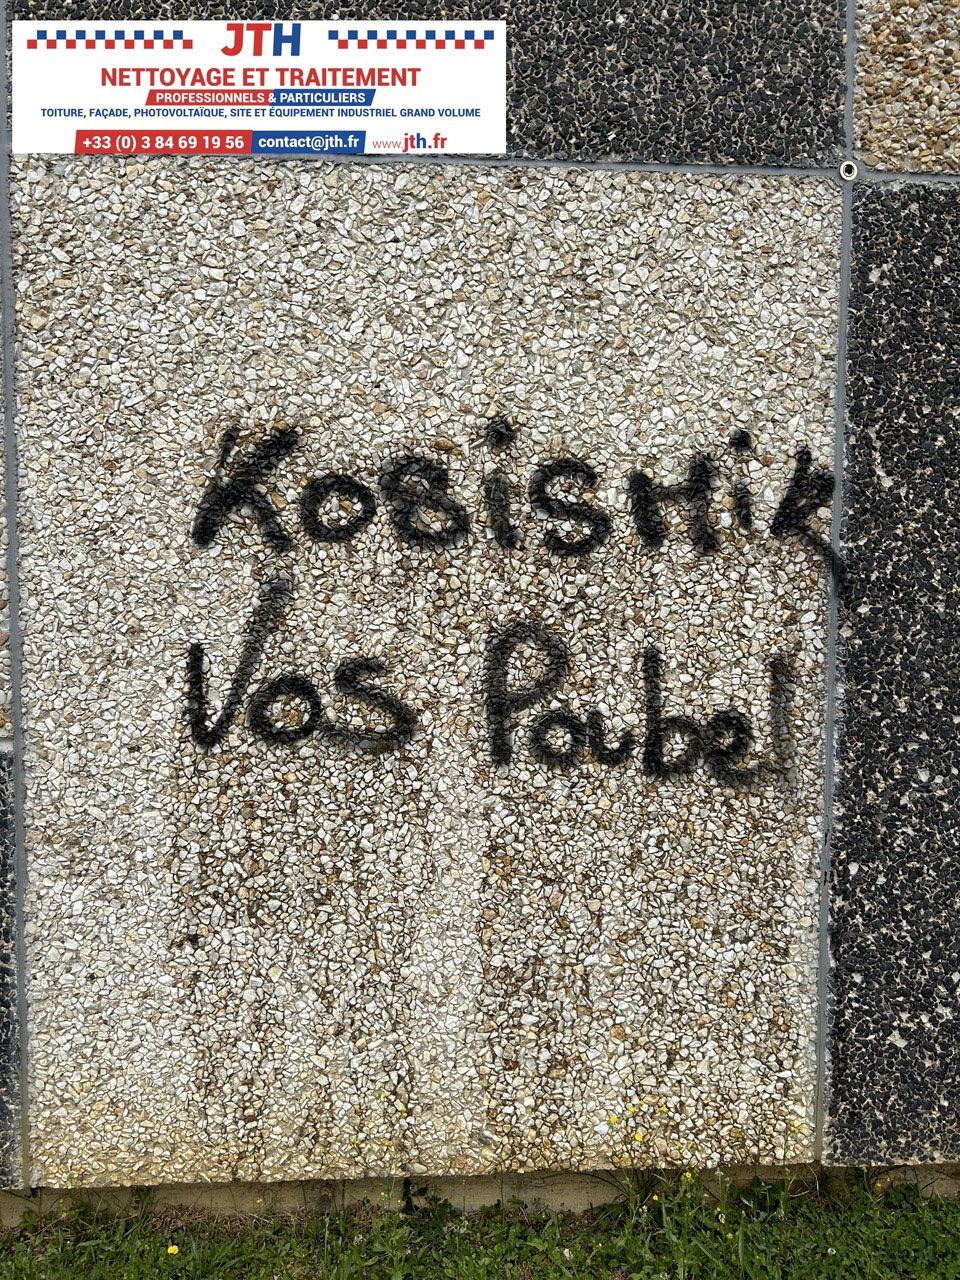 JTH
NETTOYAGE ET TRAITEMENT
PROFESSIONNELS & PARTICULIERS
TOITURE, FAÇADE, PHOTOVOLTAÏQUE, SITE ET ÉQUIPEMENT INDUSTRIEL GRAND VOLUME
+33 (0) 3 84 69 19 56 contact@jth.fr www.jth.fr
Kosismik
Vos Poubel